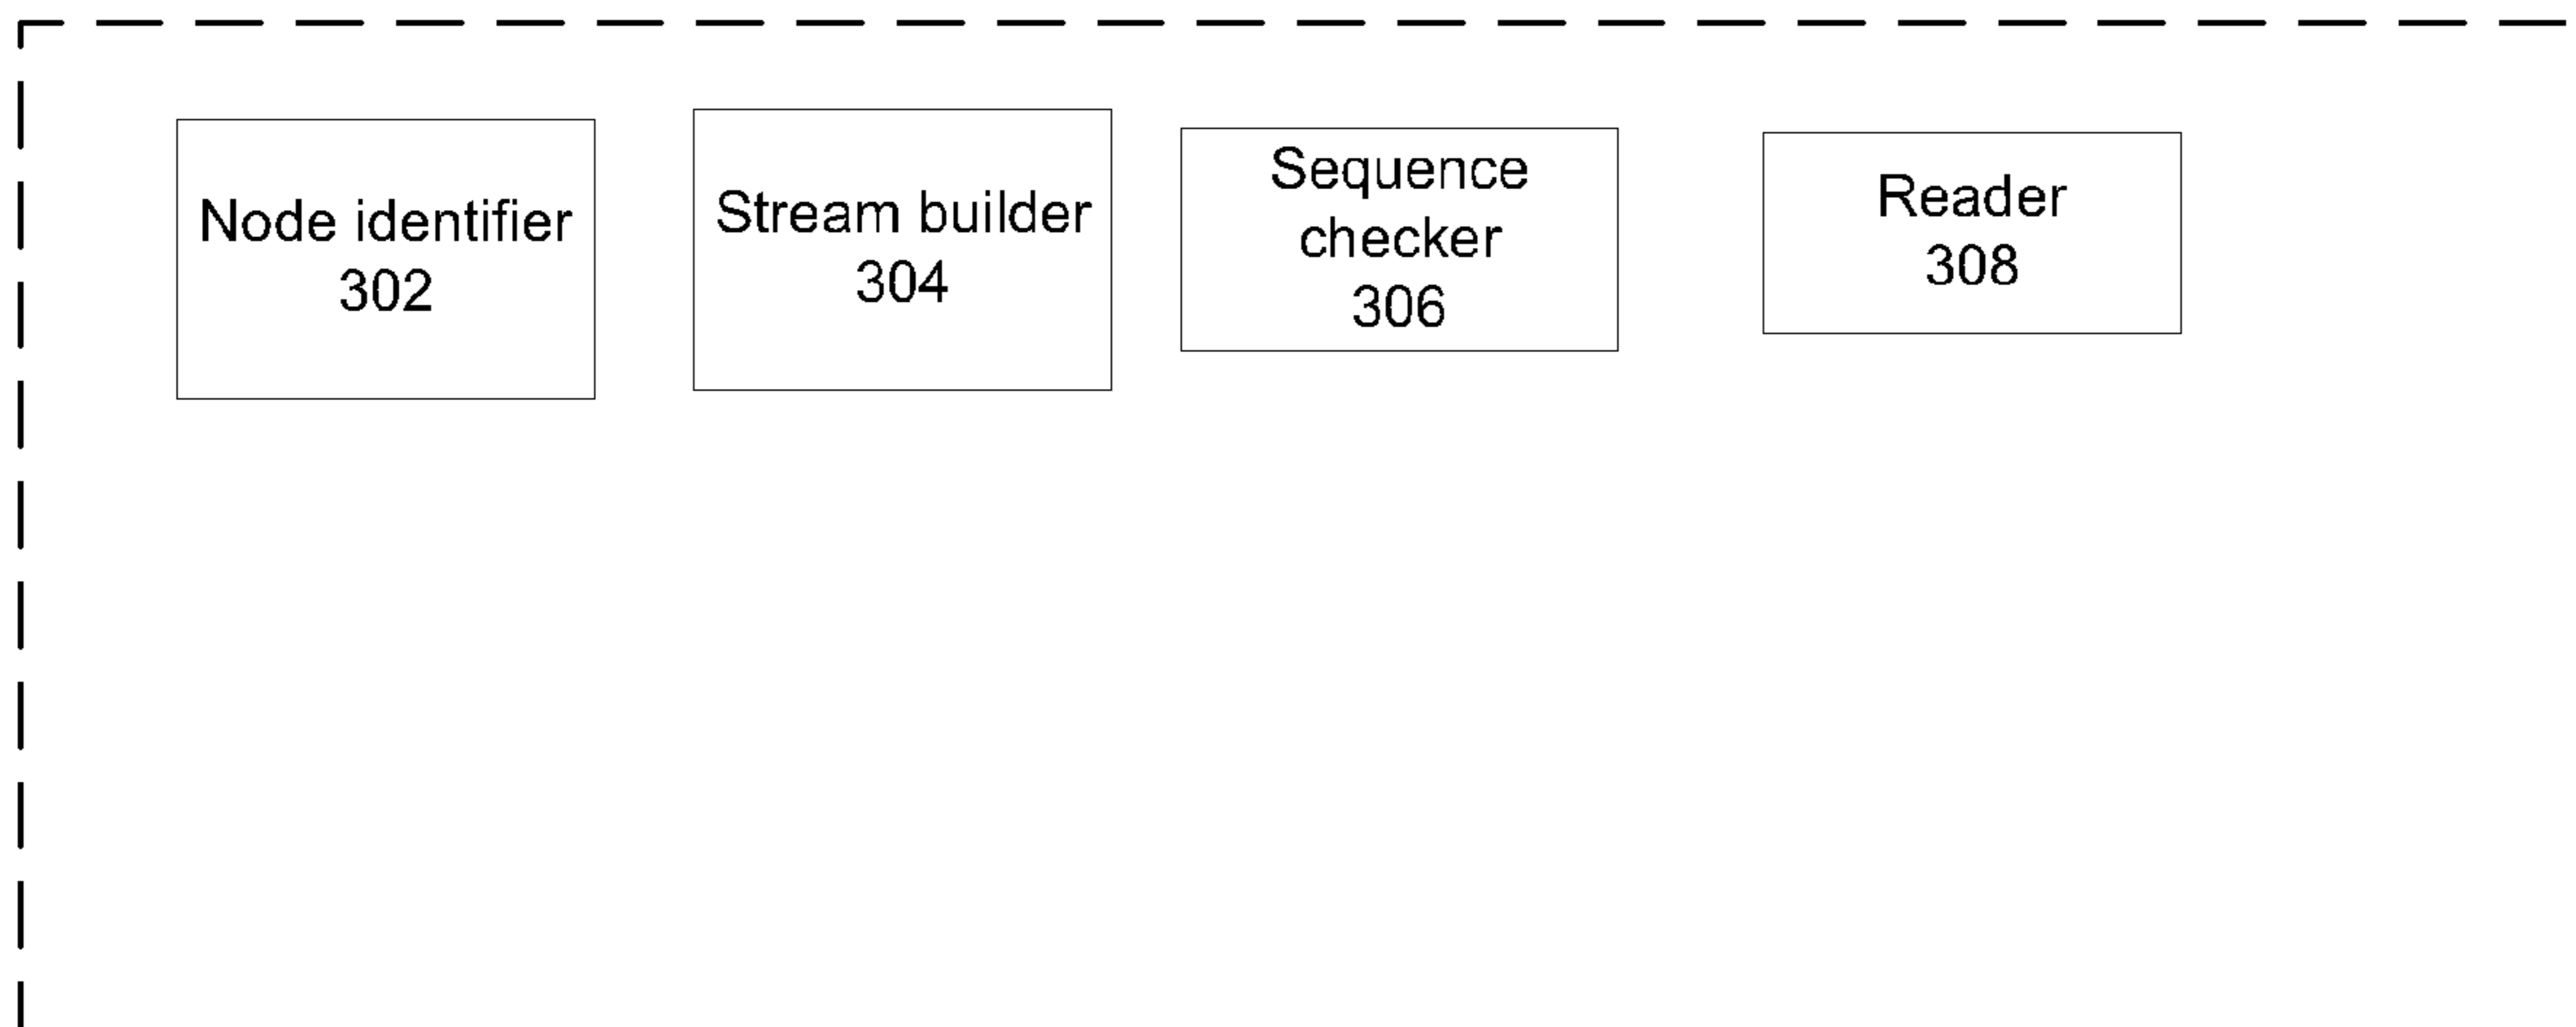 Node identifier
302
Stream builder
304
Sequence
checker
306
Reader
308